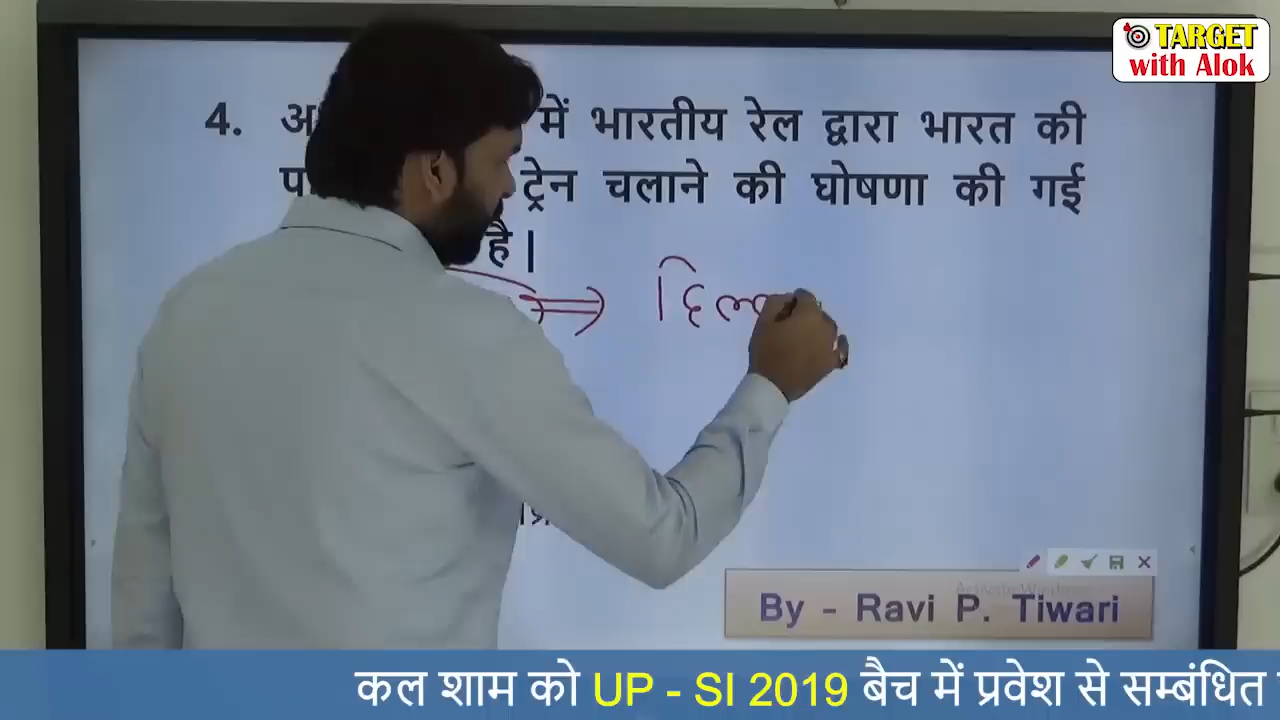 TARGET
with Alok
4. में भारतीय रेल द्वारा भारत की
ट्रेन चलाने की घोषणा की गई
है।
By - Ravi P. Tiwari
कल शाम को UP - SI 2019 बैच में प्रवेश से सम्बंधित